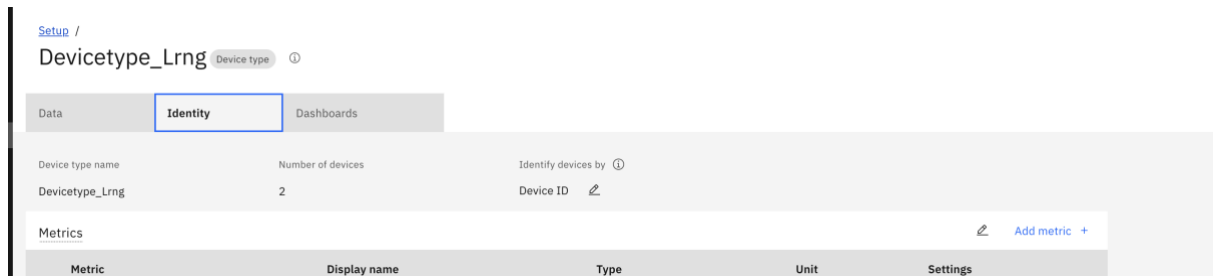 Setup /
Devicetype_Lrng Device type
Data Identity Dashboards
Device type name Number of devices Identify devices by
Devicetype_Lrng 2 Device ID
Metrics Add metric +
Metric Display name Type Unit Settings